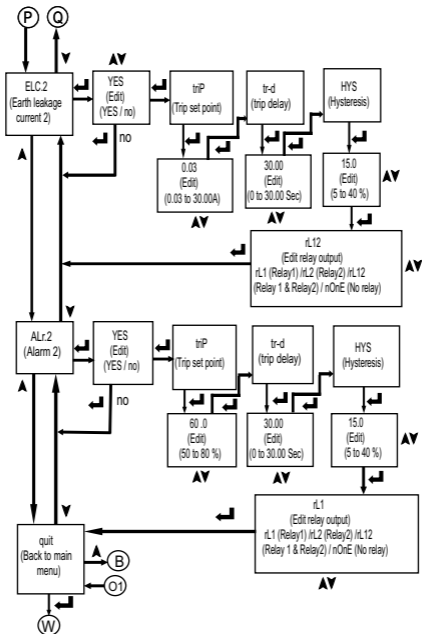 P
Q
ELC.2
(Earth leakage
current 2)
YES
(Edit)
(YES / no)
no
triP
(Trip set point)
tr-d
(trip delay)
HYS
(Hysteresis)
0.03
(Edit)
(0.03 to 30.00A)
30.00
(Edit)
(0 to 30.00 Sec)
15.0
(Edit)
(5 to 40 %)
rL12
(Edit relay output)
rL1 (Relay1) /rL2 (Relay2) /rL12
(Relay 1 & Relay2) / nOnE (No relay)
ALr.2
(Alarm 2)
YES
(Edit)
(YES / no)
no
triP
(Trip set point)
tr-d
(trip delay)
HYS
(Hysteresis)
60 .0
(Edit)
(50 to 80 %)
30.00
(Edit)
(0 to 30.00 Sec)
15.0
(Edit)
(5 to 40 %)
rL1
(Edit relay output)
rL1 (Relay1) /rL2 (Relay2) /rL12
(Relay 1 & Relay2) / nOnE (No relay)
quit
(Back to main
menu)
B
O1
W